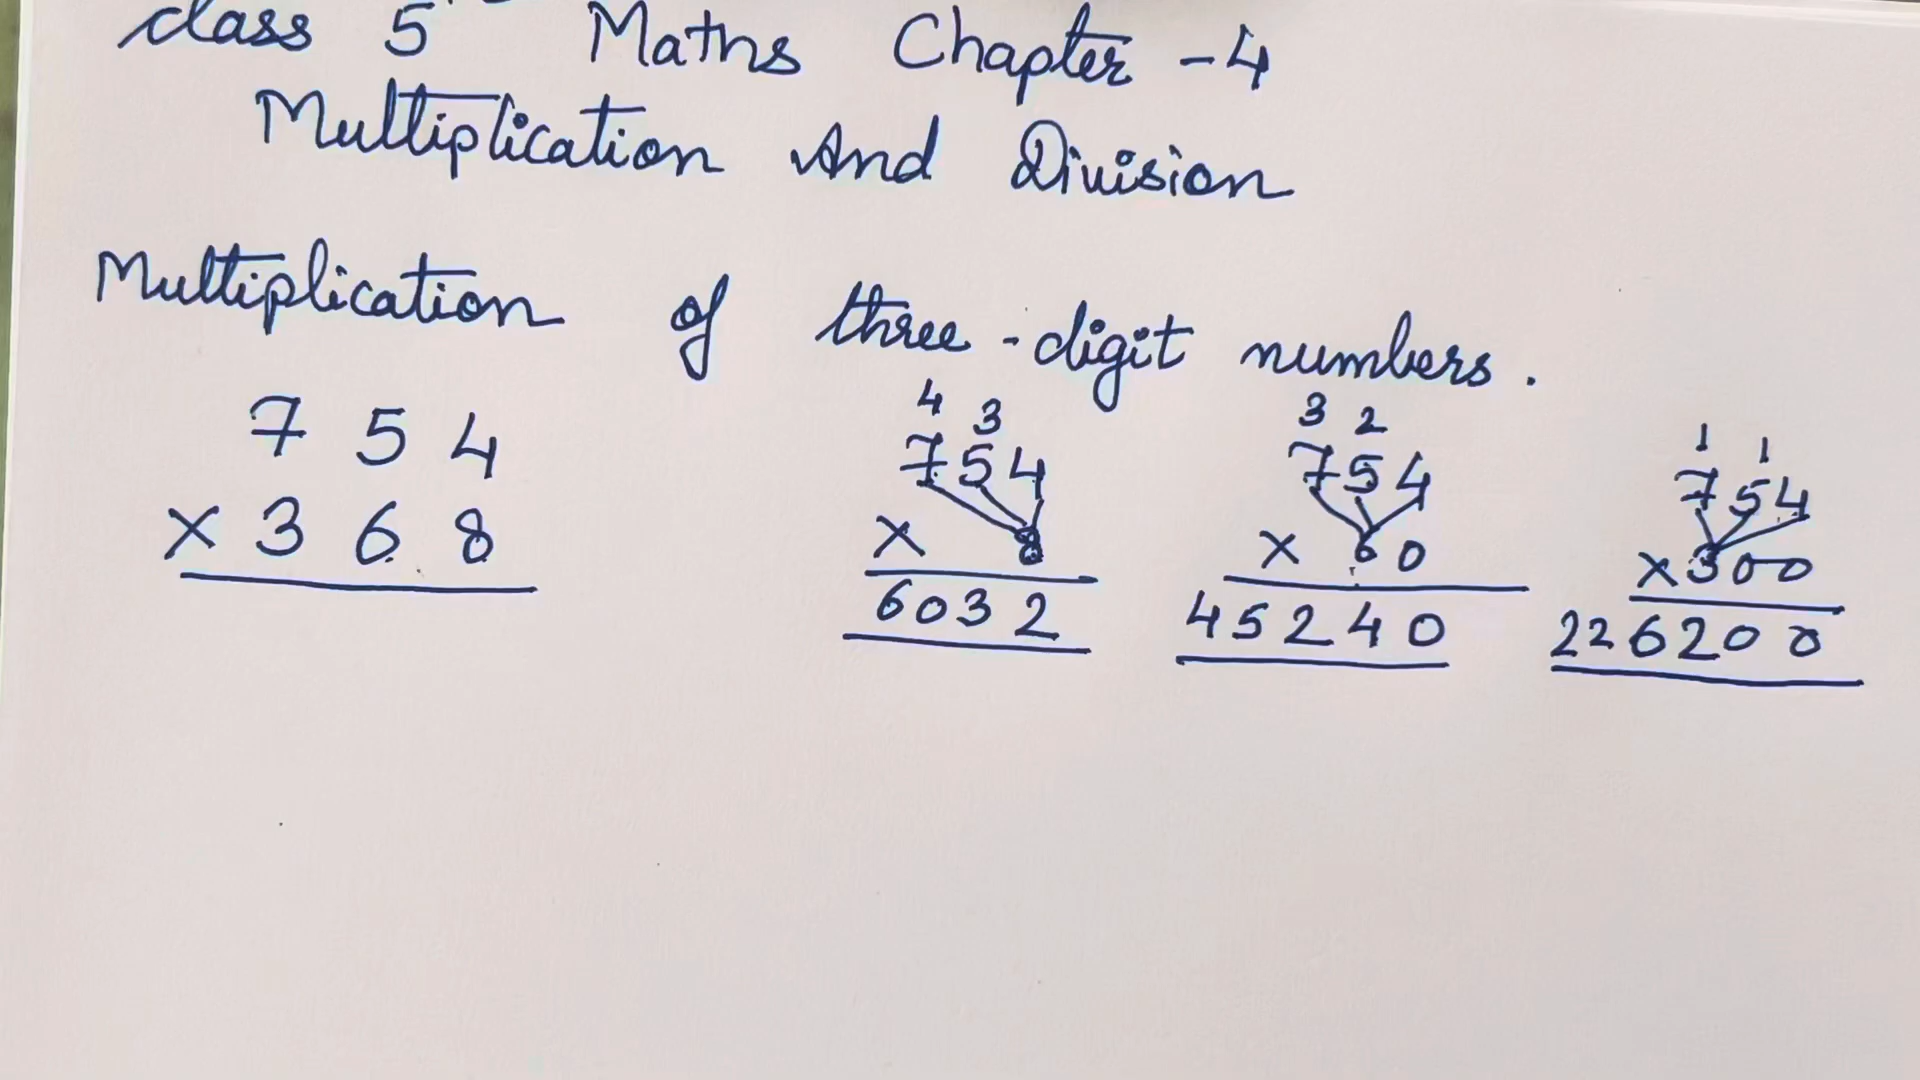 class 5 Maths Chapter - 4
Multiplication And Division
Multiplication of three - digit numbers .
7 5 4
× 3 6 8
4 3
754
× 8
6032
3 2
754
× 60
45240
1 1
754
×300
226200